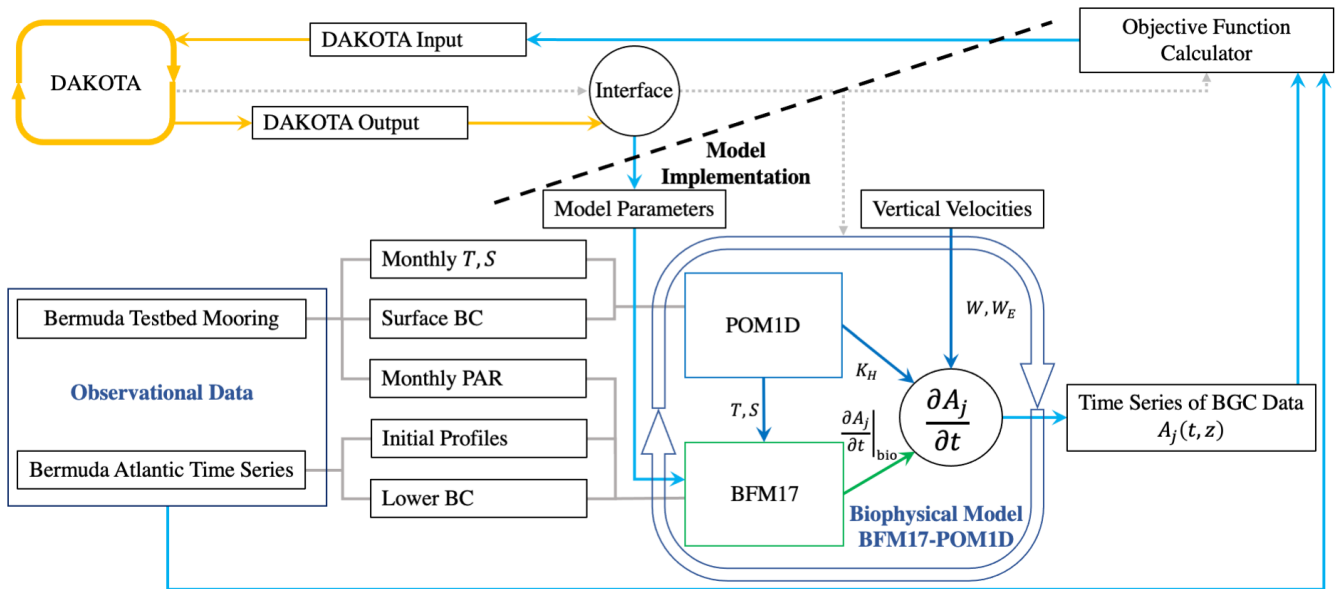 DAKOTA Input
Objective Function
Calculator
DAKOTA
Interface
DAKOTA Output
Model
Implementation
Model Parameters
Vertical Velocities
Monthly T, S
Bermuda Testbed Mooring
Surface BC
POM1D
W, W_E
K_H
Monthly PAR
Observational Data
T, S
∂A_j/∂t|_bio
∂A_j/∂t
Time Series of BGC Data
A_j(t, z)
Initial Profiles
Bermuda Atlantic Time Series
Lower BC
BFM17
Biophysical Model
BFM17-POM1D